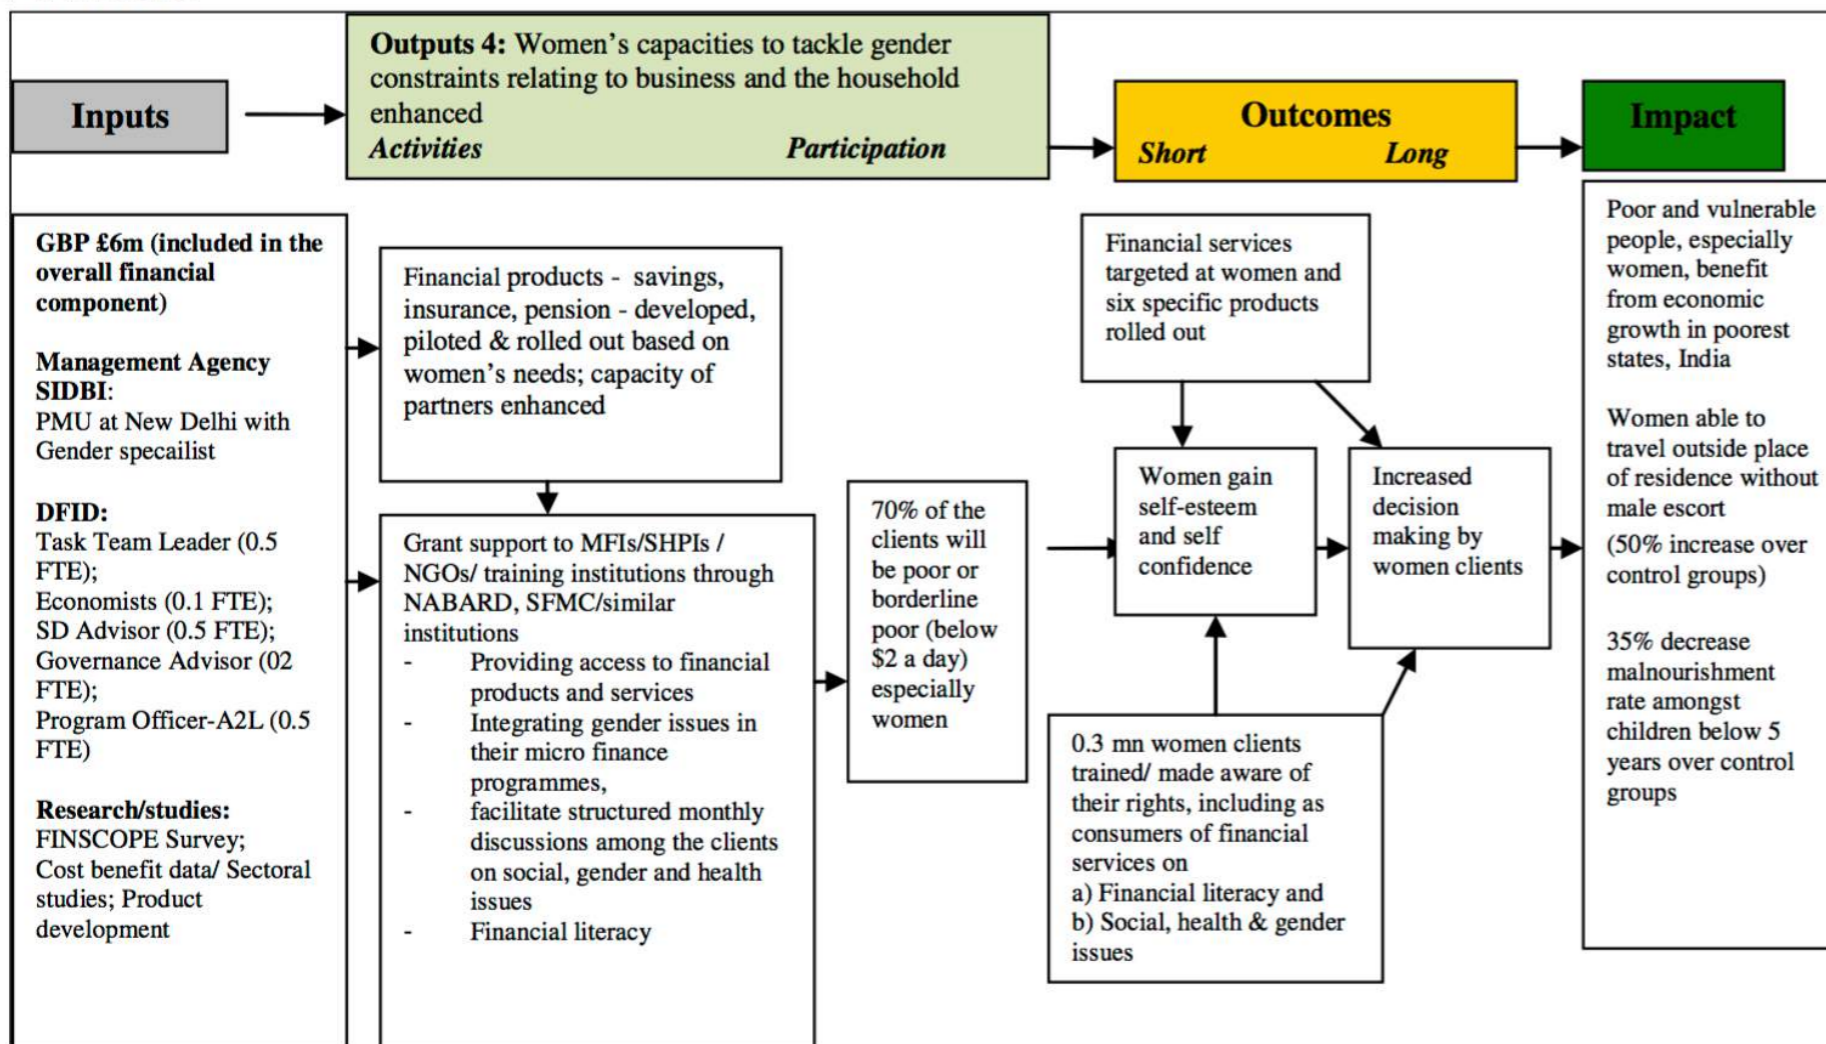 Inputs
Outputs 4: Women's capacities to tackle gender
constraints relating to business and the household
enhanced
Activities Participation
Outcomes
Short Long
Impact
GBP £6m (included in the
overall financial
component)
Management Agency
SIDBI:
PMU at New Delhi with
Gender specailist
DFID:
Task Team Leader (0.5
FTE);
Economists (0.1 FTE);
SD Advisor (0.5 FTE);
Governance Advisor (02
FTE);
Program Officer-A2L (0.5
FTE)
Research/studies:
FINSCOPE Survey;
Cost benefit data/ Sectoral
studies; Product
development
Financial products - savings,
insurance, pension - developed,
piloted & rolled out based on
women's needs; capacity of
partners enhanced
Grant support to MFIs/SHPIs /
NGOs/ training institutions through
NABARD, SFMC/similar
institutions
- Providing access to financial
products and services
- Integrating gender issues in
their micro finance
programmes,
- facilitate structured monthly
discussions among the clients
on social, gender and health
issues
- Financial literacy
70% of the
clients will
be poor or
borderline
poor (below
$2 a day)
especially
women
Financial services
targeted at women and
six specific products
rolled out
Women gain
self-esteem
and self
confidence
Increased
decision
making by
women clients
0.3 mn women clients
trained/ made aware of
their rights, including as
consumers of financial
services on
a) Financial literacy and
b) Social, health & gender
issues
Poor and vulnerable
people, especially
women, benefit
from economic
growth in poorest
states, India
Women able to
travel outside place
of residence without
male escort
(50% increase over
control groups)
35% decrease
malnourishment
rate amongst
children below 5
years over control
groups